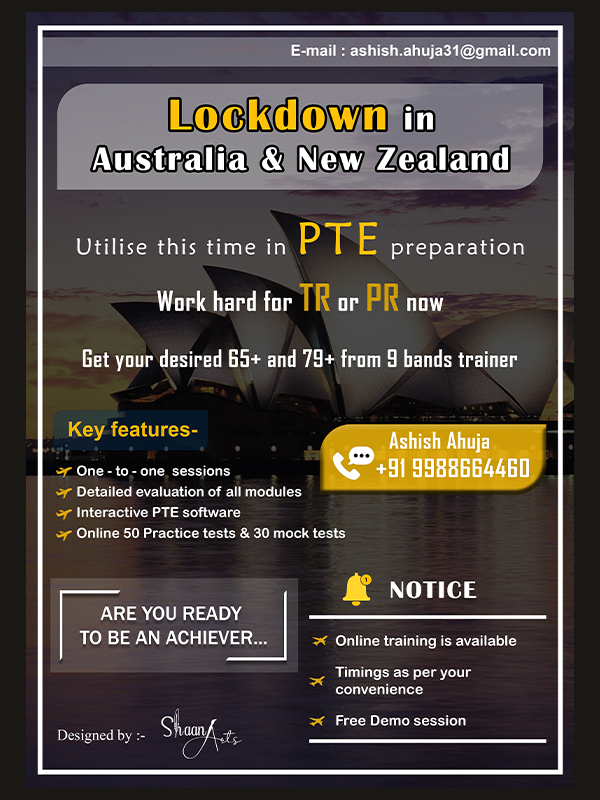 E-mail : ashish.ahuja31@gmail.com
Lockdown in
Australia & New Zealand
Utilise this time in PTE preparation
Work hard for TR or PR now
Get your desired 65+ and 79+ from 9 bands trainer
Key features-
One - to - one sessions
Detailed evaluation of all modules
Interactive PTE software
Online 50 Practice tests & 30 mock tests
Ashish Ahuja
+91 9988664460
ARE YOU READY
TO BE AN ACHIEVER...
1
NOTICE
Online training is available
Timings as per your
convenience
Free Demo session
Designed by :- Shaan Arts